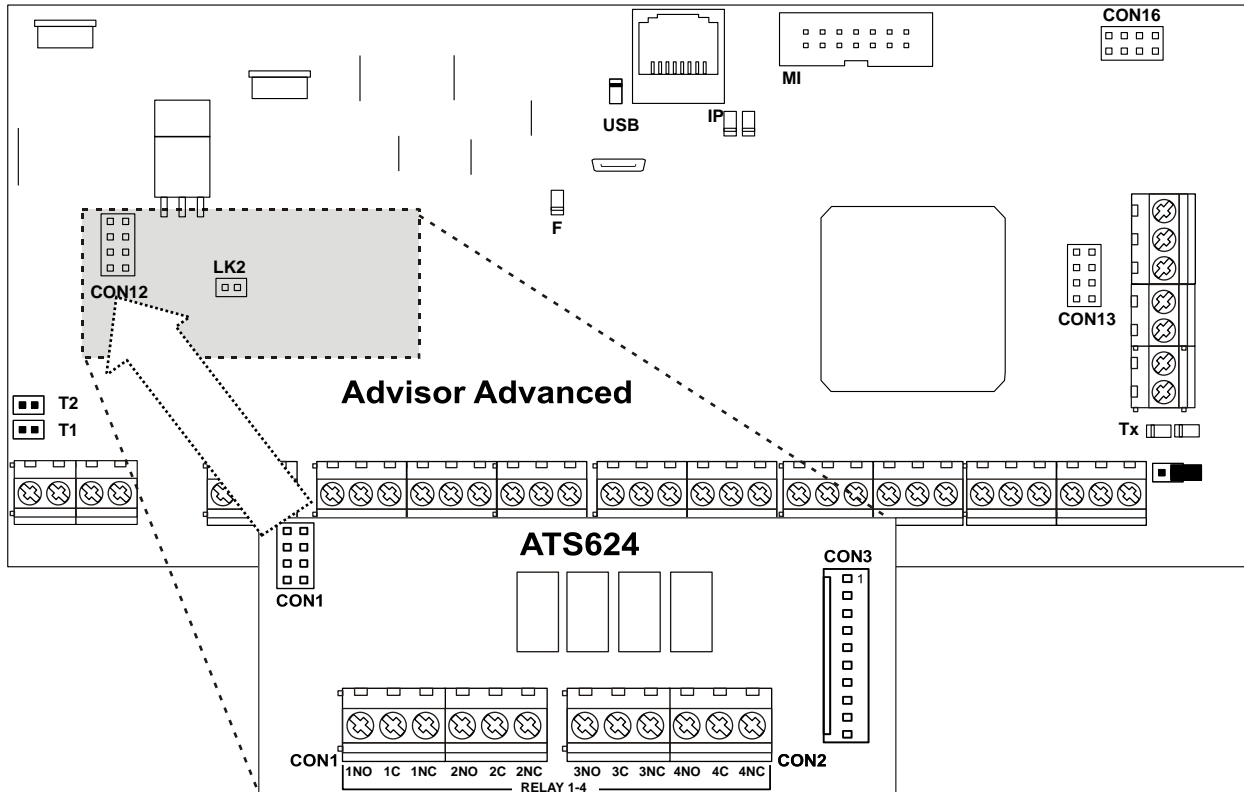 CON16
MI
IP
USB
F
LK2
CON12
CON13
Advisor Advanced
T2
T1
Tx
ATS624
CON3
1
CON1
CON1
CON2
1NO 1C 1NC 2NO 2C 2NC 3NO 3C 3NC 4NO 4C 4NC
RELAY 1-4